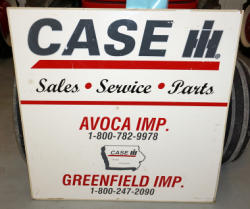 CASE IH
Sales • Service • Parts
AVOCA IMP.
1-800-782-9978
CASE IH
GREENFIELD IMP.
1-800-247-2090